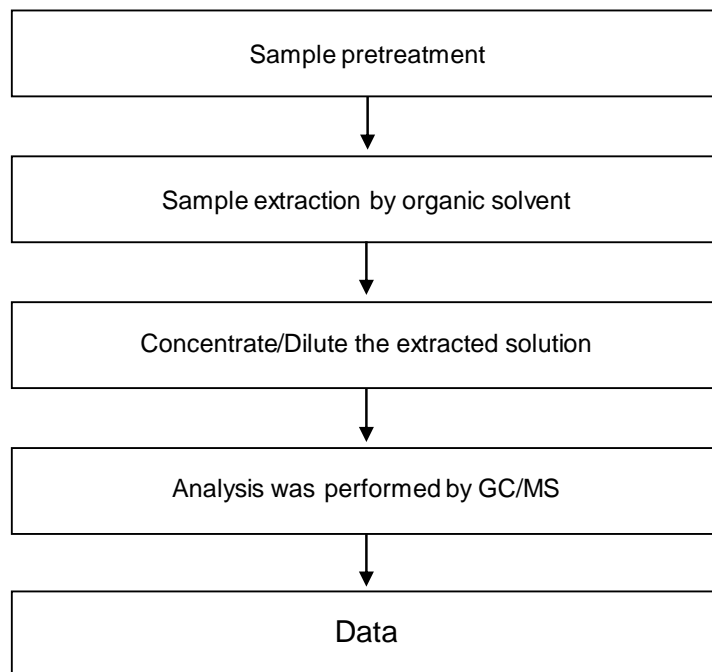 Sample pretreatment
Sample extraction by organic solvent
Concentrate/Dilute the extracted solution
Analysis was performed by GC/MS
Data